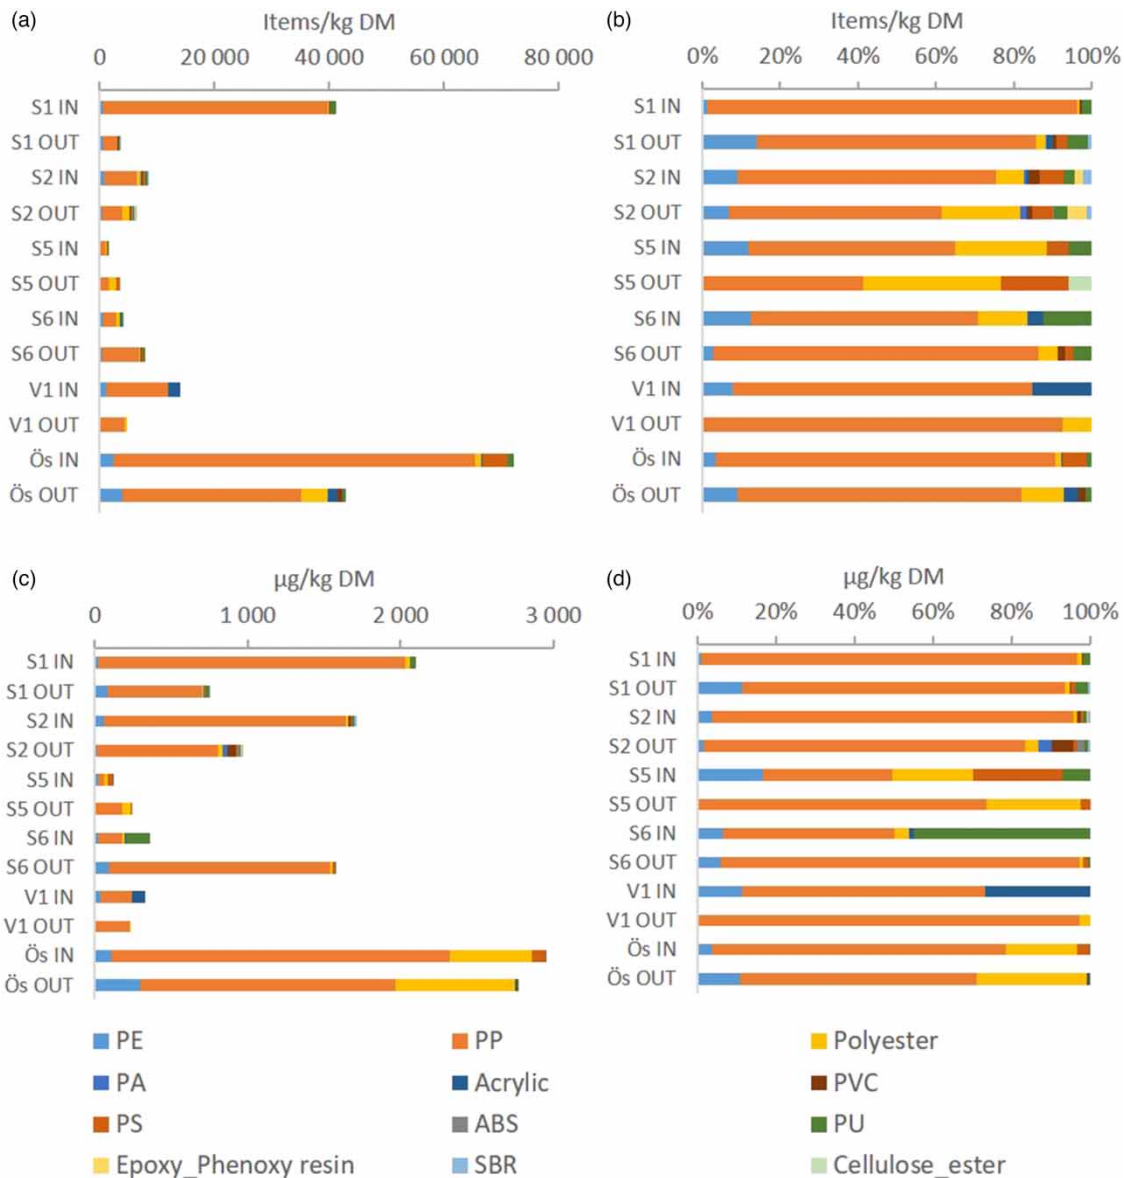 (a) Items/kg DM
0 20 000 40 000 60 000 80 000
S1 IN
S1 OUT
S2 IN
S2 OUT
S5 IN
S5 OUT
S6 IN
S6 OUT
V1 IN
V1 OUT
Ös IN
Ös OUT
(b) Items/kg DM
0% 20% 40% 60% 80% 100%
S1 IN
S1 OUT
S2 IN
S2 OUT
S5 IN
S5 OUT
S6 IN
S6 OUT
V1 IN
V1 OUT
Ös IN
Ös OUT
(c) µg/kg DM
0 1 000 2 000 3 000
S1 IN
S1 OUT
S2 IN
S2 OUT
S5 IN
S5 OUT
S6 IN
S6 OUT
V1 IN
V1 OUT
Ös IN
Ös OUT
(d) µg/kg DM
0% 20% 40% 60% 80% 100%
S1 IN
S1 OUT
S2 IN
S2 OUT
S5 IN
S5 OUT
S6 IN
S6 OUT
V1 IN
V1 OUT
Ös IN
Ös OUT
PE PP Polyester
PA Acrylic PVC
PS ABS PU
Epoxy_Phenoxy resin SBR Cellulose_ester